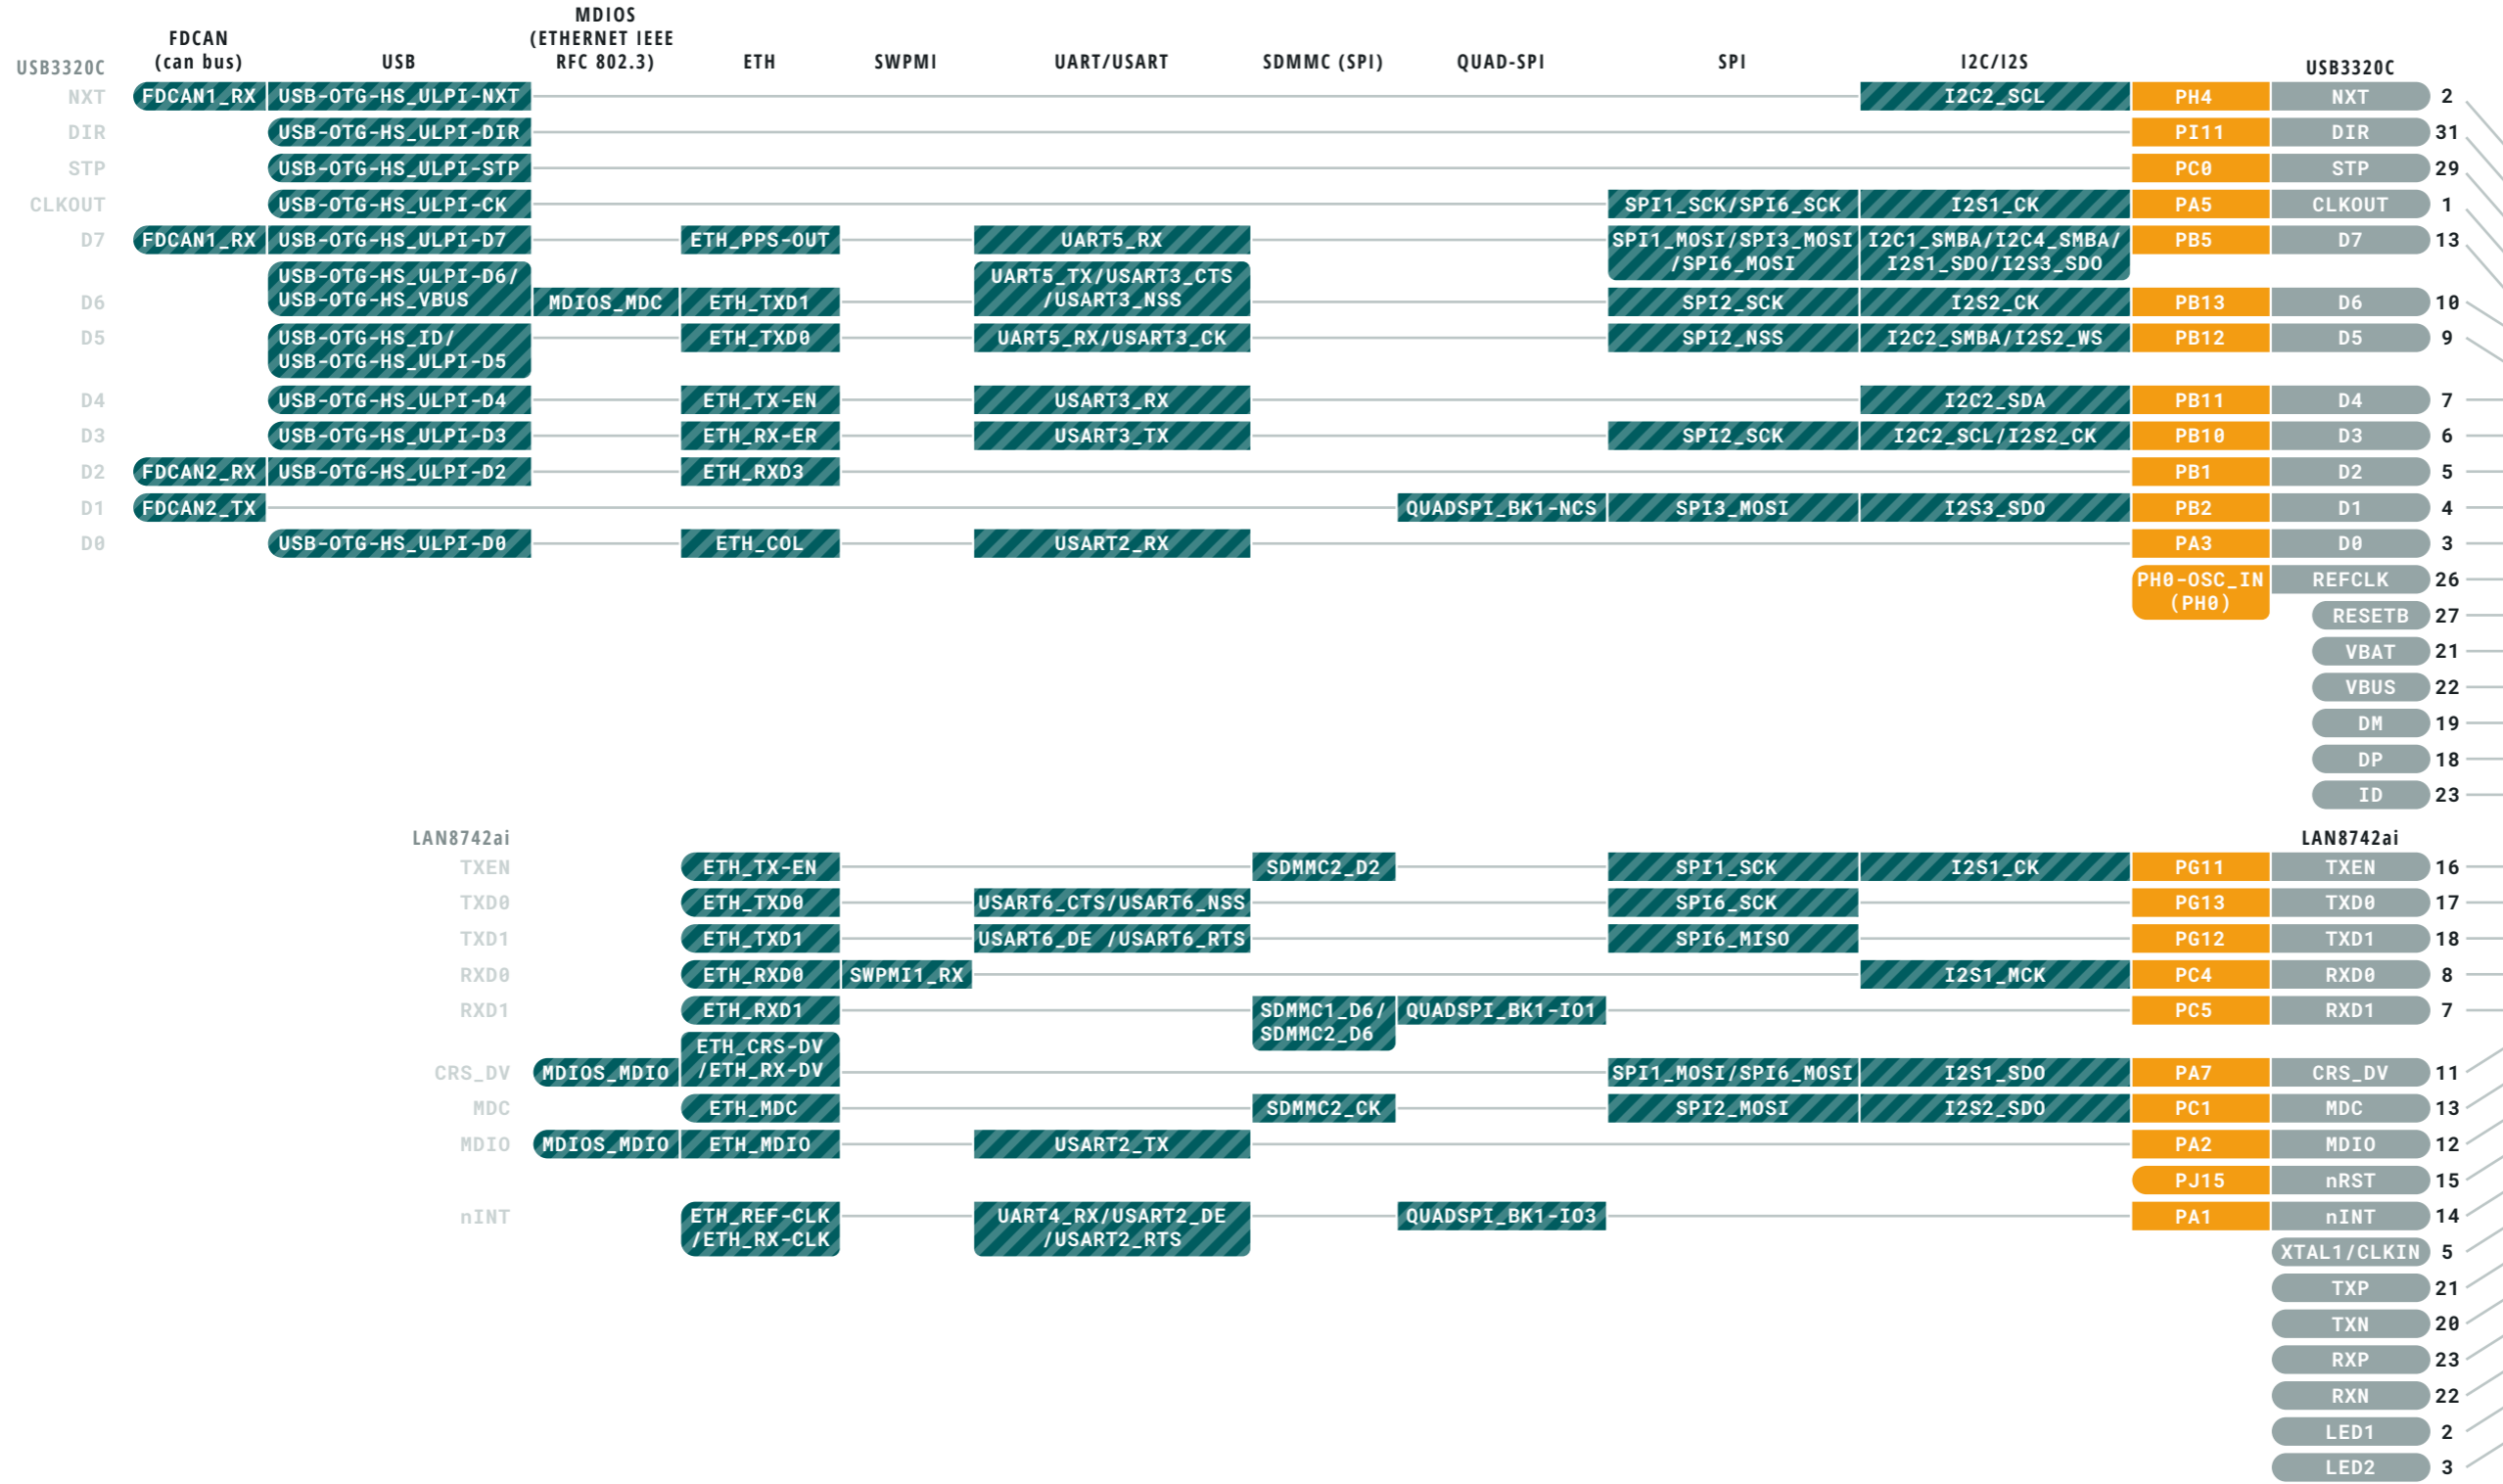 MDIOS
FDCAN (ETHERNET IEEE
USB3320C (can bus) USB RFC 802.3) ETH SWPMI UART/USART SDMMC (SPI) QUAD-SPI SPI I2C/I2S USB3320C
NXT FDCAN1_RX USB-OTG-HS_ULPI-NXT I2C2_SCL PH4 NXT 2
DIR USB-OTG-HS_ULPI-DIR PI11 DIR 31
STP USB-OTG-HS_ULPI-STP PC0 STP 29
CLKOUT USB-OTG-HS_ULPI-CK SPI1_SCK/SPI6_SCK I2S1_CK PA5 CLKOUT 1
D7 FDCAN1_RX USB-OTG-HS_ULPI-D7 ETH_PPS-OUT UART5_RX SPI1_MOSI/SPI3_MOSI I2C1_SMBA/I2C4_SMBA/ PB5 D7 13
/SPI6_MOSI I2S1_SDO/I2S3_SDO
USB-OTG-HS_ULPI-D6/ UART5_TX/USART3_CTS
D6 USB-OTG-HS_VBUS MDIOS_MDC ETH_TXD1 /USART3_NSS SPI2_SCK I2S2_CK PB13 D6 10
D5 USB-OTG-HS_ID/ ETH_TXD0 UART5_RX/USART3_CK SPI2_NSS I2C2_SMBA/I2S2_WS PB12 D5 9
USB-OTG-HS_ULPI-D5
D4 USB-OTG-HS_ULPI-D4 ETH_TX-EN USART3_RX I2C2_SDA PB11 D4 7
D3 USB-OTG-HS_ULPI-D3 ETH_RX-ER USART3_TX SPI2_SCK I2C2_SCL/I2S2_CK PB10 D3 6
D2 FDCAN2_RX USB-OTG-HS_ULPI-D2 ETH_RXD3 PB1 D2 5
D1 FDCAN2_TX QUADSPI_BK1-NCS SPI3_MOSI I2S3_SDO PB2 D1 4
D0 USB-OTG-HS_ULPI-D0 ETH_COL USART2_RX PA3 D0 3
PH0-OSC_IN REFCLK 26
(PH0)
RESETB 27
VBAT 21
VBUS 22
DM 19
DP 18
ID 23
LAN8742ai LAN8742ai
TXEN ETH_TX-EN SDMMC2_D2 SPI1_SCK I2S1_CK PG11 TXEN 16
TXD0 ETH_TXD0 USART6_CTS/USART6_NSS SPI6_SCK PG13 TXD0 17
TXD1 ETH_TXD1 USART6_DE /USART6_RTS SPI6_MISO PG12 TXD1 18
RXD0 ETH_RXD0 SWPMI1_RX I2S1_MCK PC4 RXD0 8
RXD1 ETH_RXD1 SDMMC1_D6/ QUADSPI_BK1-IO1 PC5 RXD1 7
SDMMC2_D6
ETH_CRS-DV
CRS_DV MDIOS_MDIO /ETH_RX-DV SPI1_MOSI/SPI6_MOSI I2S1_SDO PA7 CRS_DV 11
MDC ETH_MDC SDMMC2_CK SPI2_MOSI I2S2_SDO PC1 MDC 13
MDIO MDIOS_MDIO ETH_MDIO USART2_TX PA2 MDIO 12
PJ15 nRST 15
nINT ETH_REF-CLK UART4_RX/USART2_DE QUADSPI_BK1-IO3 PA1 nINT 14
/ETH_RX-CLK /USART2_RTS
XTAL1/CLKIN 5
TXP 21
TXN 20
RXP 23
RXN 22
LED1 2
LED2 3